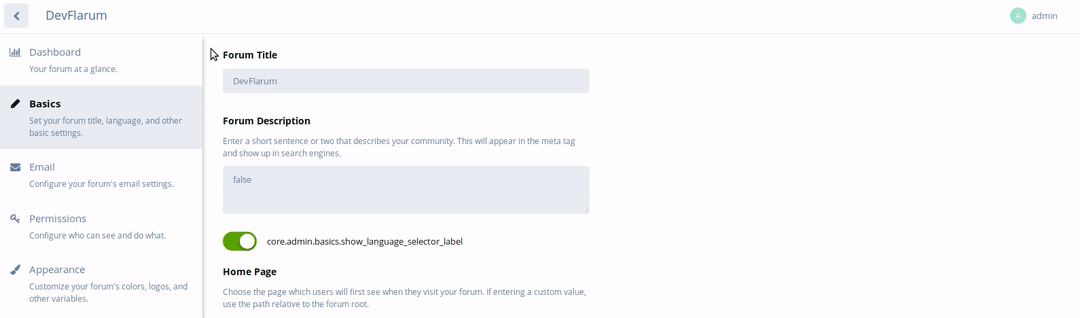 DevFlarum
A admin
Dashboard
Your forum at a glance.
Basics
Set your forum title, language, and other
basic settings.
Email
Configure your forum's email settings.
Permissions
Configure who can see and do what.
Appearance
Customize your forum's colors, logos, and
other variables.
Forum Title
DevFlarum
Forum Description
Enter a short sentence or two that describes your community. This will appear in the meta tag
and show up in search engines.
false
core.admin.basics.show_language_selector_label
Home Page
Choose the page which users will first see when they visit your forum. If entering a custom value,
use the path relative to the forum root.